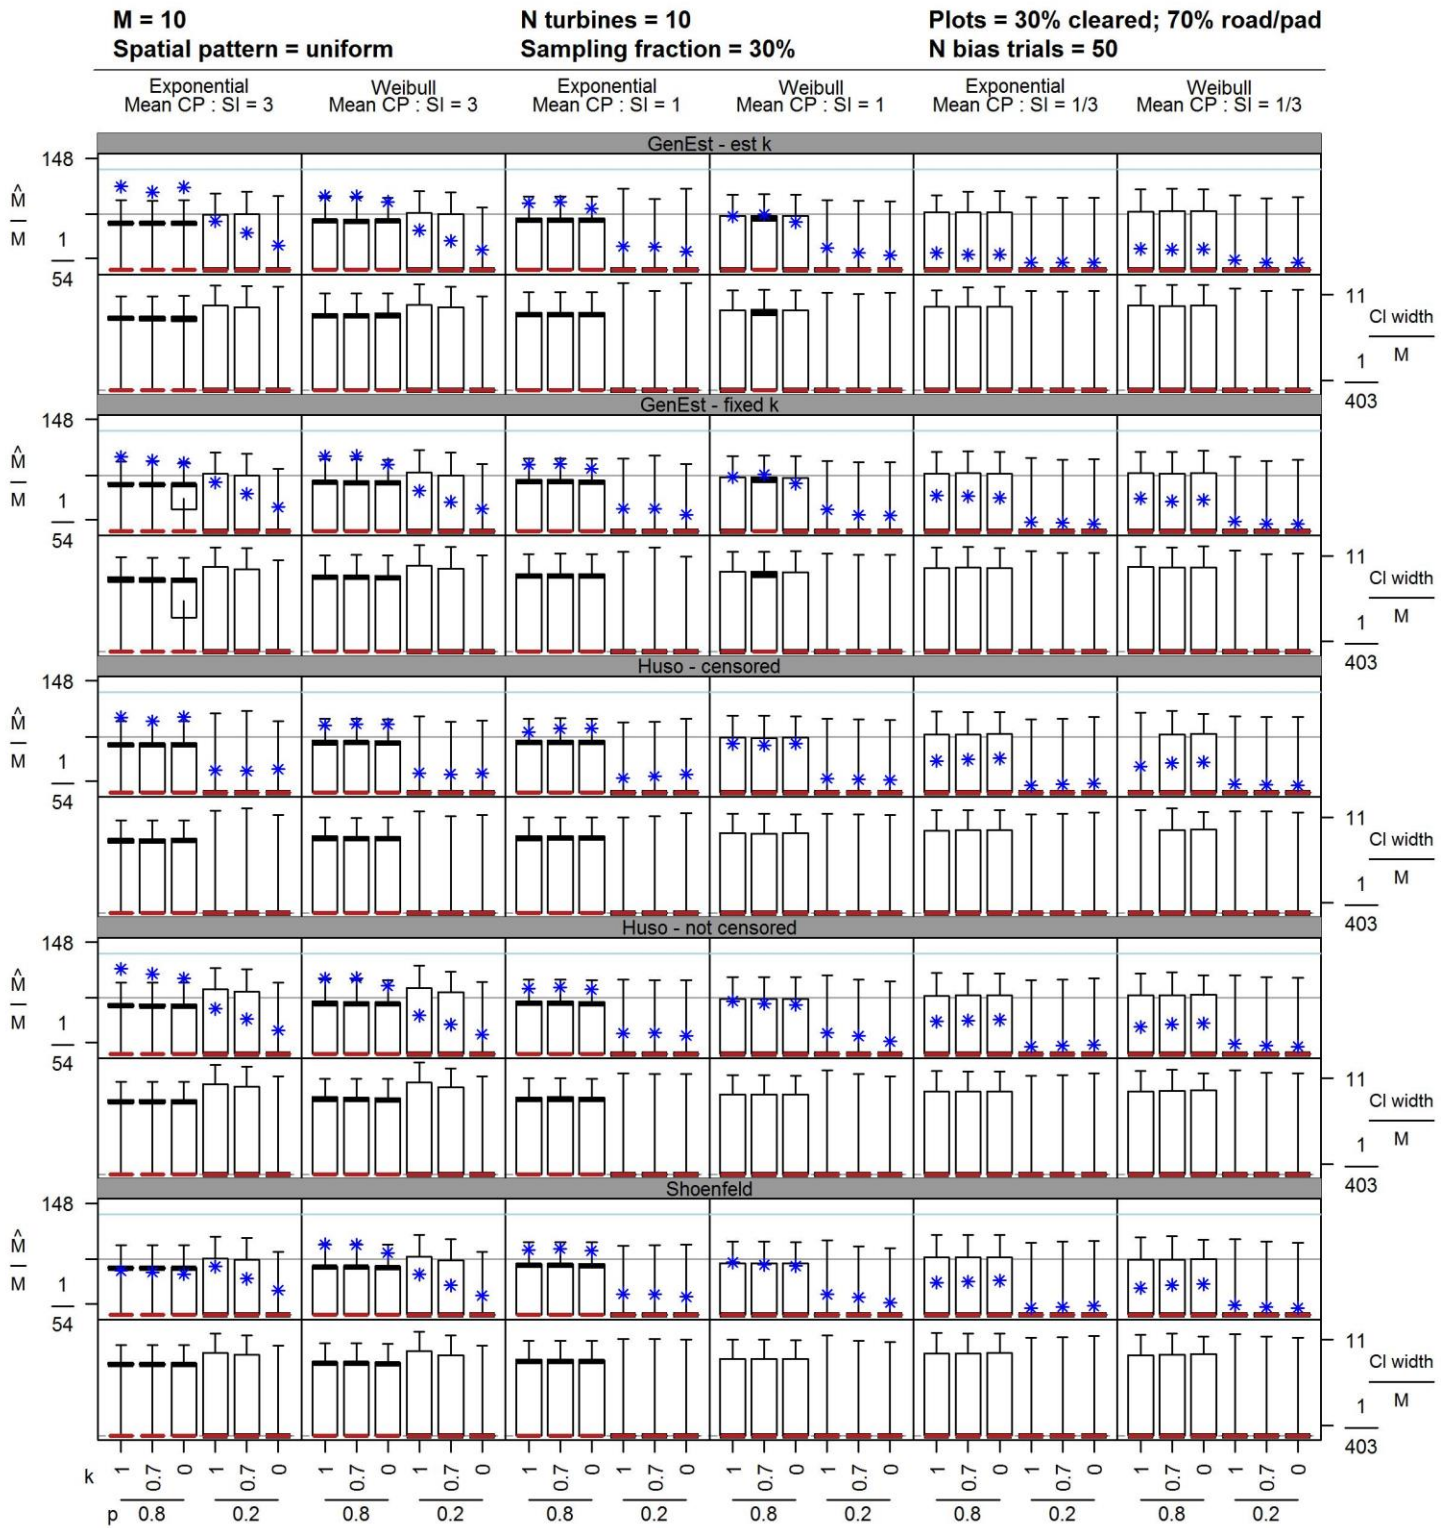 M = 10 N turbines = 10 Plots = 30% cleared; 70% road/pad
Spatial pattern = uniform Sampling fraction = 30% N bias trials = 50
Exponential Weibull Exponential Weibull Exponential Weibull
Mean CP : SI = 3 Mean CP : SI = 3 Mean CP : SI = 1 Mean CP : SI = 1 Mean CP : SI = 1/3 Mean CP : SI = 1/3
GenEst - est k
148
M̂
M
1
54
11
CI width
M
1
403
GenEst - fixed k
148
M̂
M
1
54
11
CI width
M
1
403
Huso - censored
148
M̂
M
1
54
11
CI width
M
1
403
Huso - not censored
148
M̂
M
1
54
11
CI width
M
1
403
Shoenfeld
148
M̂
M
1
54
11
CI width
M
1
403
k 1 0.7 0 1 0.7 0 1 0.7 0 1 0.7 0 1 0.7 0 1 0.7 0 1 0.7 0 1 0.7 0 1 0.7 0 1 0.7 0 1 0.7 0 1 0.7 0
p 0.8 0.2 0.8 0.2 0.8 0.2 0.8 0.2 0.8 0.2 0.8 0.2